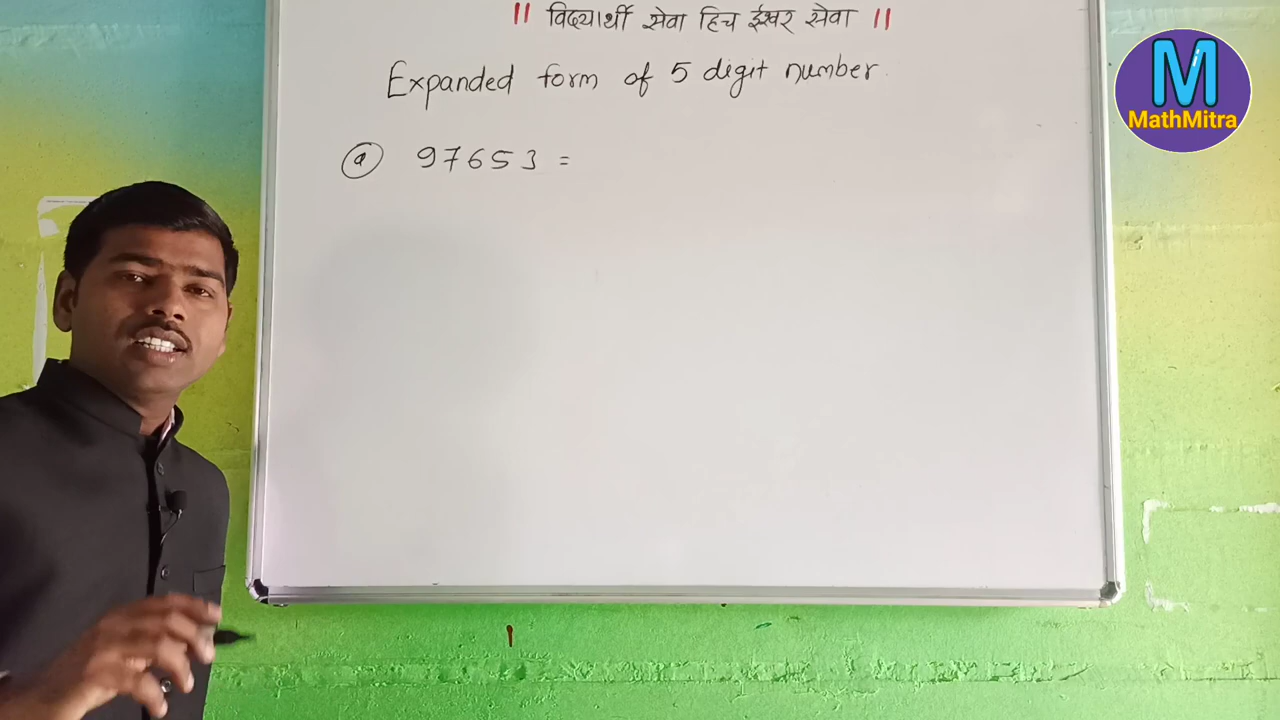 || विद्यार्थी सेवा हिच ईश्वर सेवा ||
Expanded form of 5 digit number
(a) 97653 =
M
MathMitra